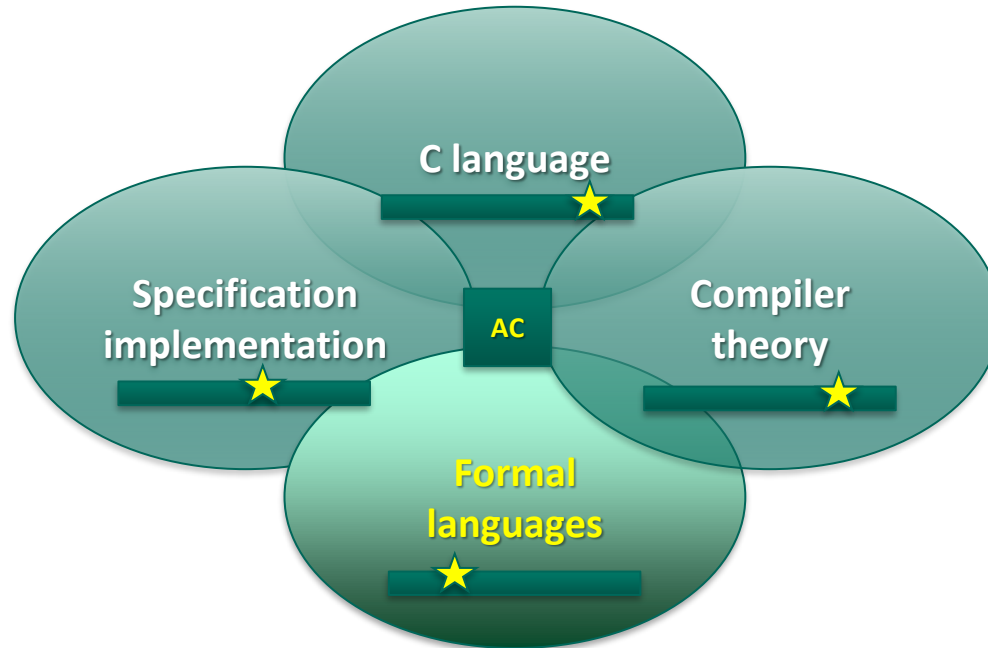 C language
Specification
implementation
Compiler
theory
AC
Formal
languages